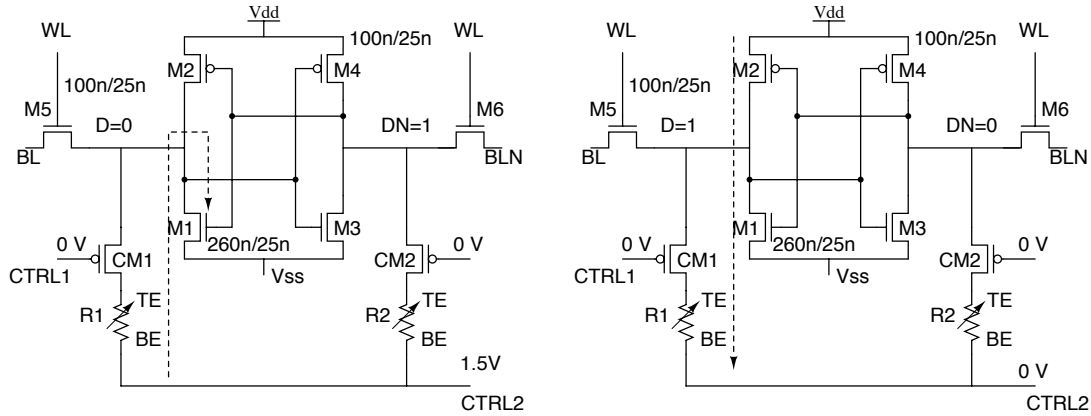 Vdd
WL
100n/25n
WL
M2
M4
100n/25n
M5
M6
D=0
DN=1
BL
BLN
M1
M3
0 V
260n/25n
0 V
CM1
CM2
CTRL1
Vss
TE
TE
R1
R2
BE
BE
1.5V
CTRL2
Vdd
WL
100n/25n
WL
M2
M4
100n/25n
M5
M6
D=1
DN=0
BL
BLN
M1
M3
0 V
260n/25n
0 V
CM1
CM2
CTRL1
Vss
TE
TE
R1
R2
BE
BE
0 V
CTRL2